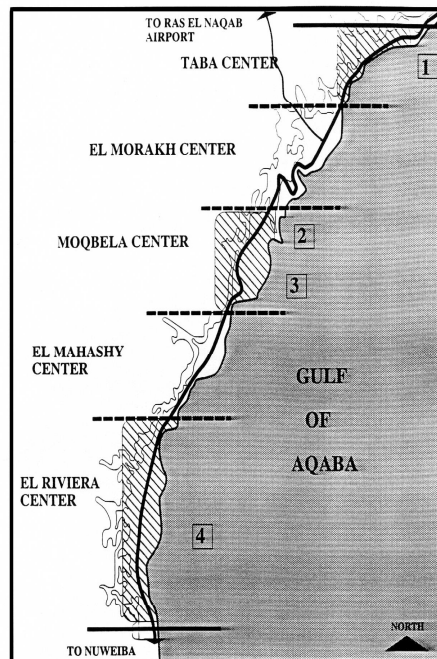 TO RAS EL NAQAB
AIRPORT
TABA CENTER
1
EL MORAKH CENTER
MOQBELA CENTER
2
3
EL MAHASHY
CENTER
GULF
OF
AQABA
EL RIVIERA
CENTER
4
NORTH
TO NUWEIBA